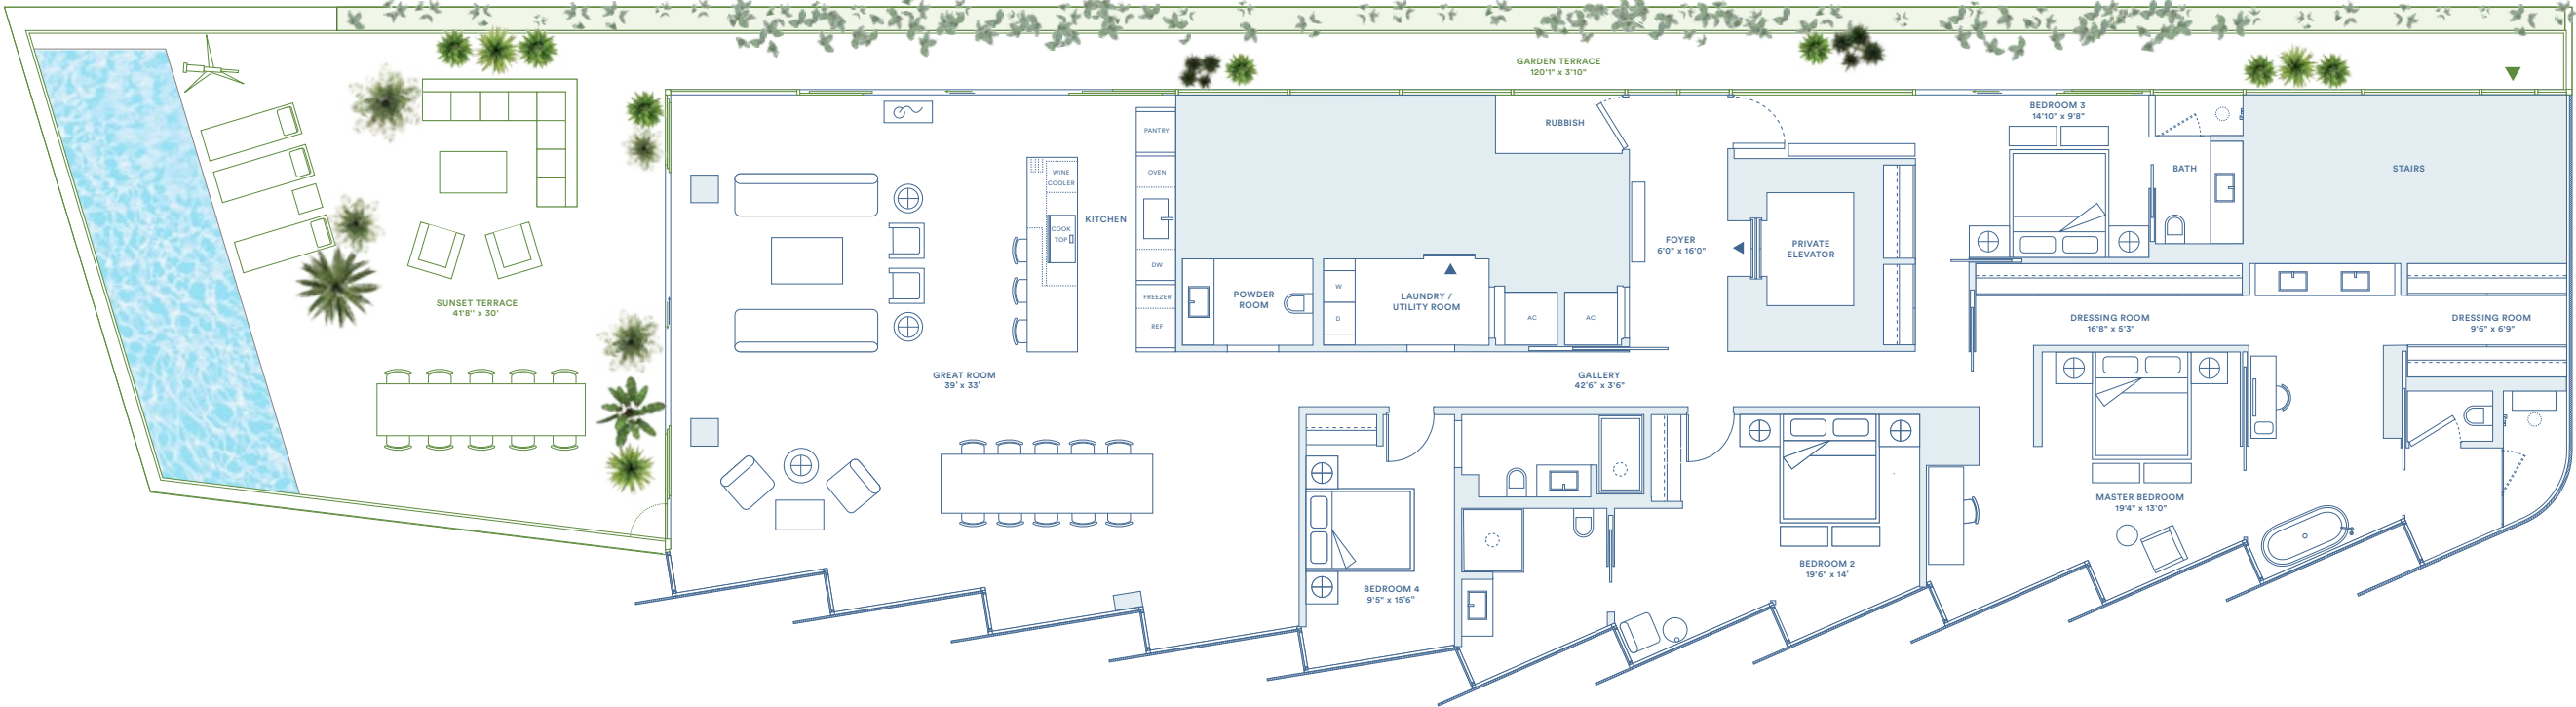 GARDEN TERRACE
120'1" x 3'10"
SUNSET TERRACE
41'8" x 30'
GREAT ROOM
39' x 33'
WINE
COOLER
COOK
TOP
KITCHEN
PANTRY
OVEN
DW
FREEZER
REF
POWDER
ROOM
W
D
LAUNDRY /
UTILITY ROOM
AC
AC
RUBBISH
FOYER
6'0" x 16'0"
PRIVATE
ELEVATOR
GALLERY
42'6" x 3'6"
BEDROOM 3
14'10" x 9'8"
BATH
STAIRS
DRESSING ROOM
16'8" x 5'3"
DRESSING ROOM
9'6" x 6'9"
MASTER BEDROOM
19'4" x 13'0"
BEDROOM 2
19'6" x 14'
BEDROOM 4
9'5" x 15'6"